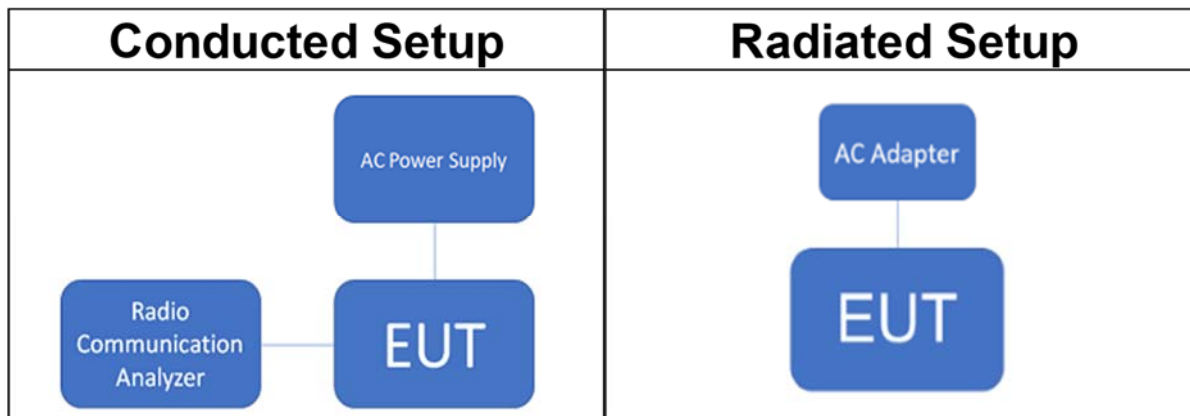 Conducted Setup
Radiated Setup
AC Power Supply
Radio
Communication
Analyzer
EUT
AC Adapter
EUT